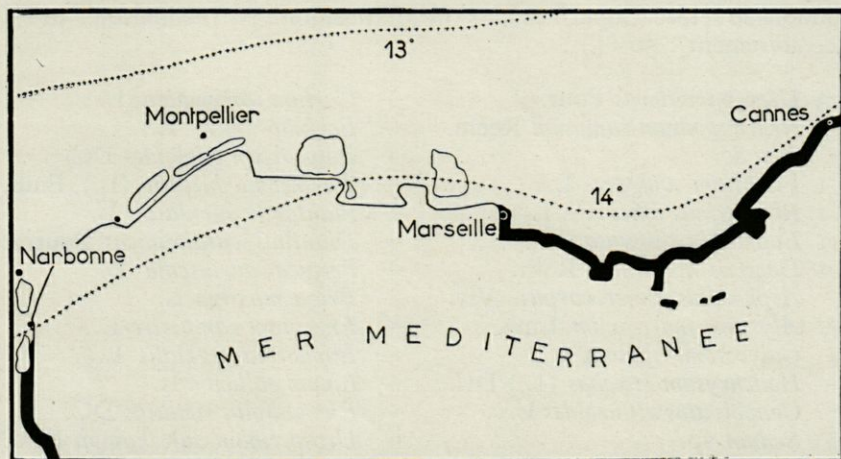 13°
Montpellier
Cannes
14°
Marseille
Narbonne
MER MEDITERRANEE